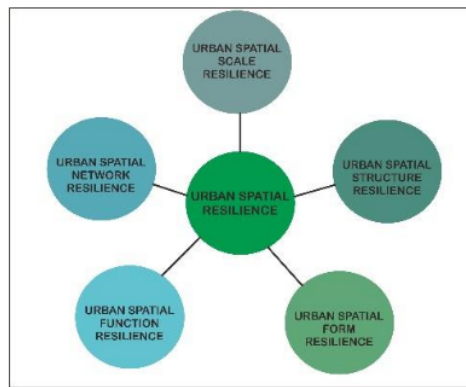 URBAN SPATIAL
SCALE
RESILIENCE
URBAN SPATIAL
NETWORK
RESILIENCE
URBAN SPATIAL
STRUCTURE
RESILIENCE
URBAN SPATIAL
RESILIENCE
URBAN SPATIAL
FUNCTION
RESILIENCE
URBAN SPATIAL
FORM
RESILIENCE